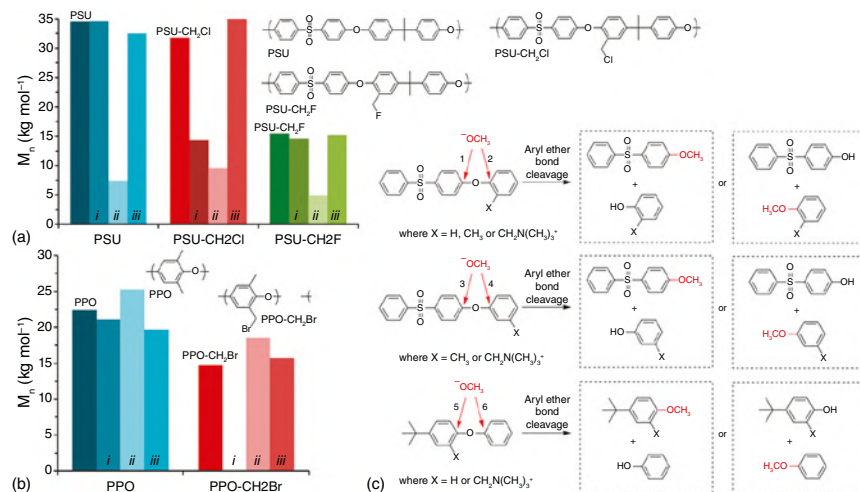 35
30
25
20
15
10
5
0
M_n (kg mol⁻¹)
PSU
i
ii
iii
PSU-CH₂Cl
i
ii
iii
PSU-CH₂F
i
ii
iii
PSU
PSU-CH2Cl
PSU-CH2F
(a)
O
S
O
O
O
PSU
O
S
O
O
O
PSU-CH₂Cl
Cl
O
S
O
O
O
PSU-CH₂F
F
30
25
20
15
10
5
0
M_n (kg mol⁻¹)
O
PPO
O
Br
PPO-CH₂Br
PPO
i
ii
iii
PPO-CH₂Br
i
ii
iii
PPO
PPO-CH2Br
(b)
⁻OCH₃
1
2
O
S
O
O
X
where X = H, CH₃ or CH₂N(CH₃)₃⁺
Aryl ether
bond
cleavage
O
S
O
OCH₃
+
HO
X
or
O
S
O
OH
+
H₃CO
X
⁻OCH₃
3
4
O
S
O
O
X
where X = CH₃ or CH₂N(CH₃)₃⁺
Aryl ether
bond
cleavage
O
S
O
OCH₃
+
HO
X
or
O
S
O
OH
+
H₃CO
X
⁻OCH₃
5
6
O
X
where X = H or CH₂N(CH₃)₃⁺
Aryl ether
bond
cleavage
OCH₃
X
+
HO
or
OH
X
+
H₃CO
(c)